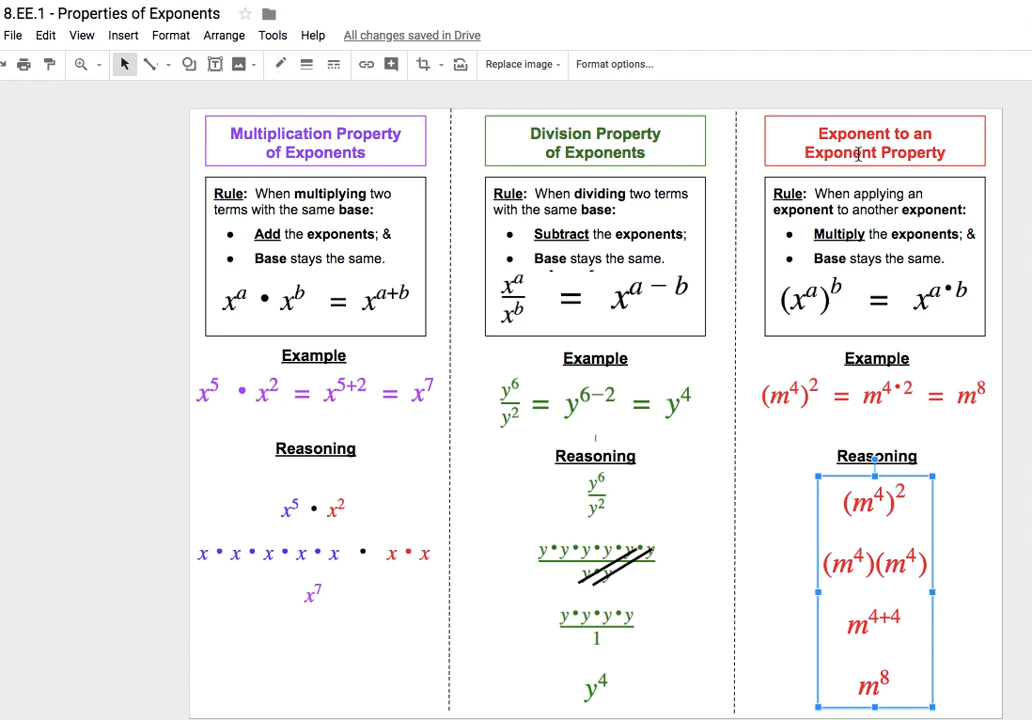 8.EE.1 - Properties of Exponents
File Edit View Insert Format Arrange Tools Help All changes saved in Drive
Replace image Format options...
Multiplication Property
of Exponents
Rule: When multiplying two
terms with the same base:
● Add the exponents; &
● Base stays the same.
x^a • x^b = x^{a+b}
Example
x^5 • x^2 = x^{5+2} = x^7
Reasoning
x^5 • x^2
x • x • x • x • x • x • x
x^7
Division Property
of Exponents
Rule: When dividing two terms
with the same base:
● Subtract the exponents;
● Base stays the same.
x^a/x^b = x^{a – b}
Example
y^6/y^2 = y^{6–2} = y^4
Reasoning
y^6/y^2
y•y•y•y•y•y
y•y
y•y•y•y
1
y^4
Exponent to an
Exponent Property
Rule: When applying an
exponent to another exponent:
● Multiply the exponents; &
● Base stays the same.
(x^a)^b = x^{a•b}
Example
(m^4)^2 = m^{4•2} = m^8
Reasoning
(m^4)^2
(m^4)(m^4)
m^{4+4}
m^8